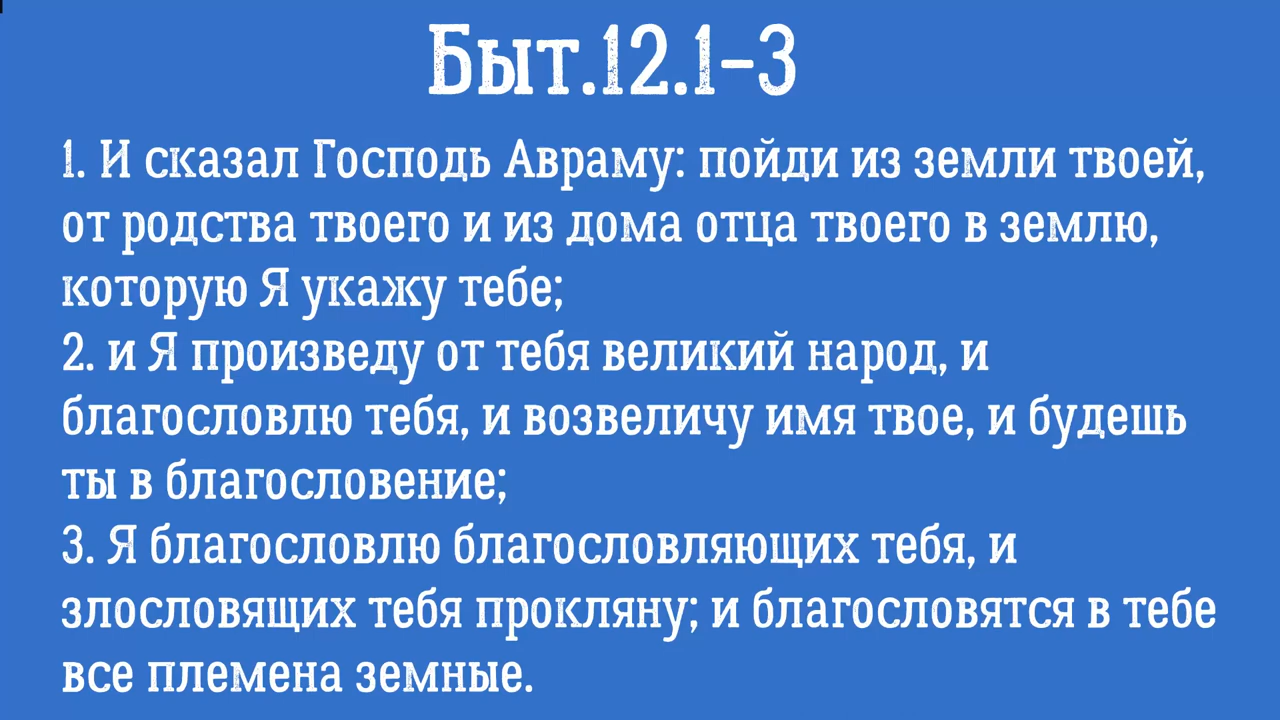 Быт.12.1-3
1. И сказал Господь Авраму: пойди из земли твоей,
от родства твоего и из дома отца твоего в землю,
которую Я укажу тебе;
2. и Я произведу от тебя великий народ, и
благословлю тебя, и возвеличу имя твое, и будешь
ты в благословение;
3. Я благословлю благословляющих тебя, и
злословящих тебя прокляну; и благословятся в тебе
все племена земные.